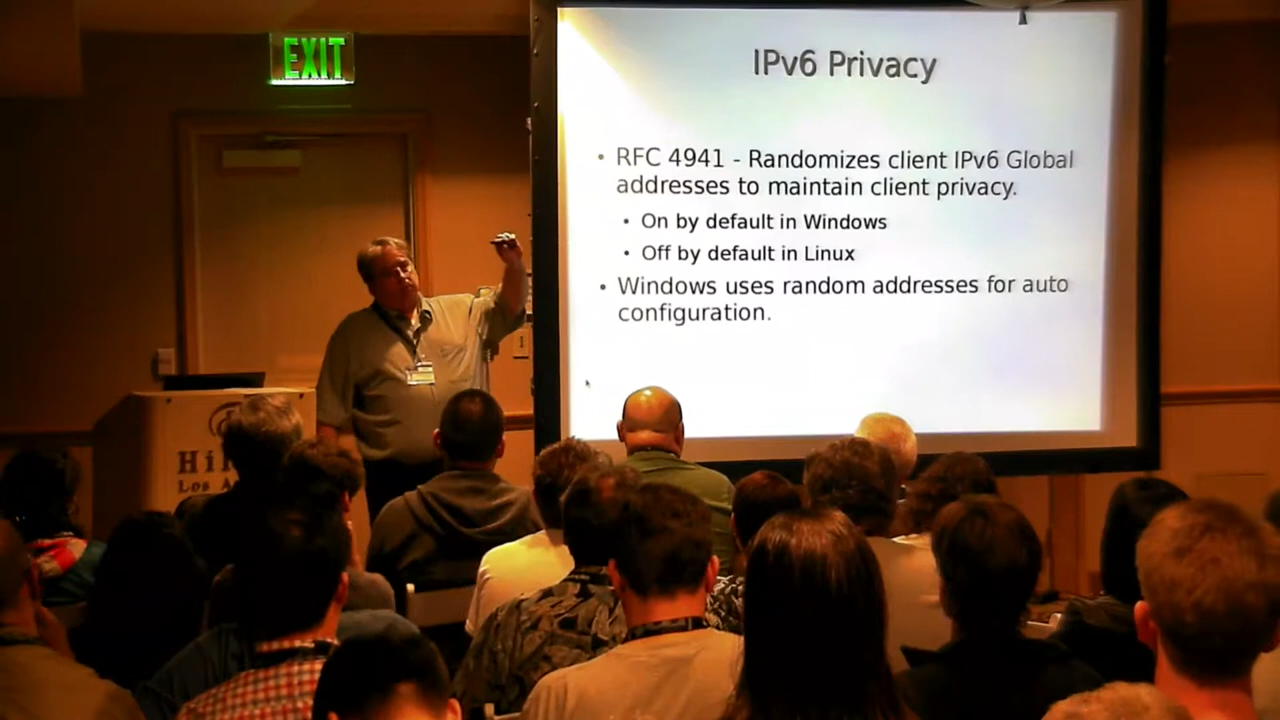 EXIT
IPv6 Privacy
• RFC 4941 - Randomizes client IPv6 Global
addresses to maintain client privacy.
• On by default in Windows
• Off by default in Linux
• Windows uses random addresses for auto
configuration.
Los